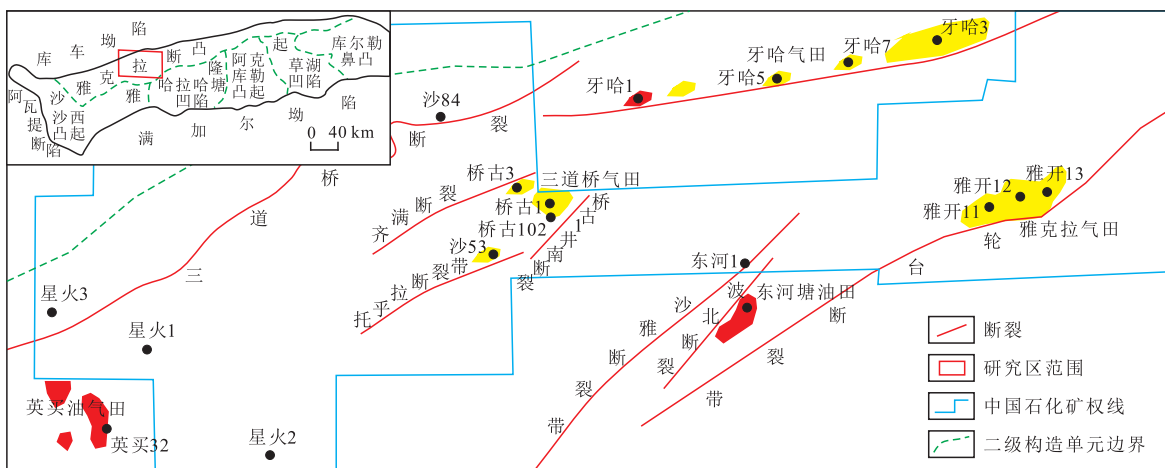 库车坳陷
断凸起
库尔勒鼻凸
雅克拉
沙雅
哈拉哈塘凹陷
隆
阿克库勒凸起
草湖凹陷
阿瓦提断陷
沙西凸起
满加尔坳陷
0 40 km
沙84
三道桥断裂
牙哈1
牙哈5
牙哈气田
牙哈7
牙哈3
桥古3
三道桥气田
桥古1
桥古102
齐满断裂
沙53
托乎拉断裂带
桥古1井南断裂
雅开11
雅开12
雅开13
雅克拉气田
轮台断裂带
东河1
东河塘油田
沙雅断裂
波北断裂
星火3
星火1
星火2
英买油气田
英买32
断裂
研究区范围
中国石化矿权线
二级构造单元边界